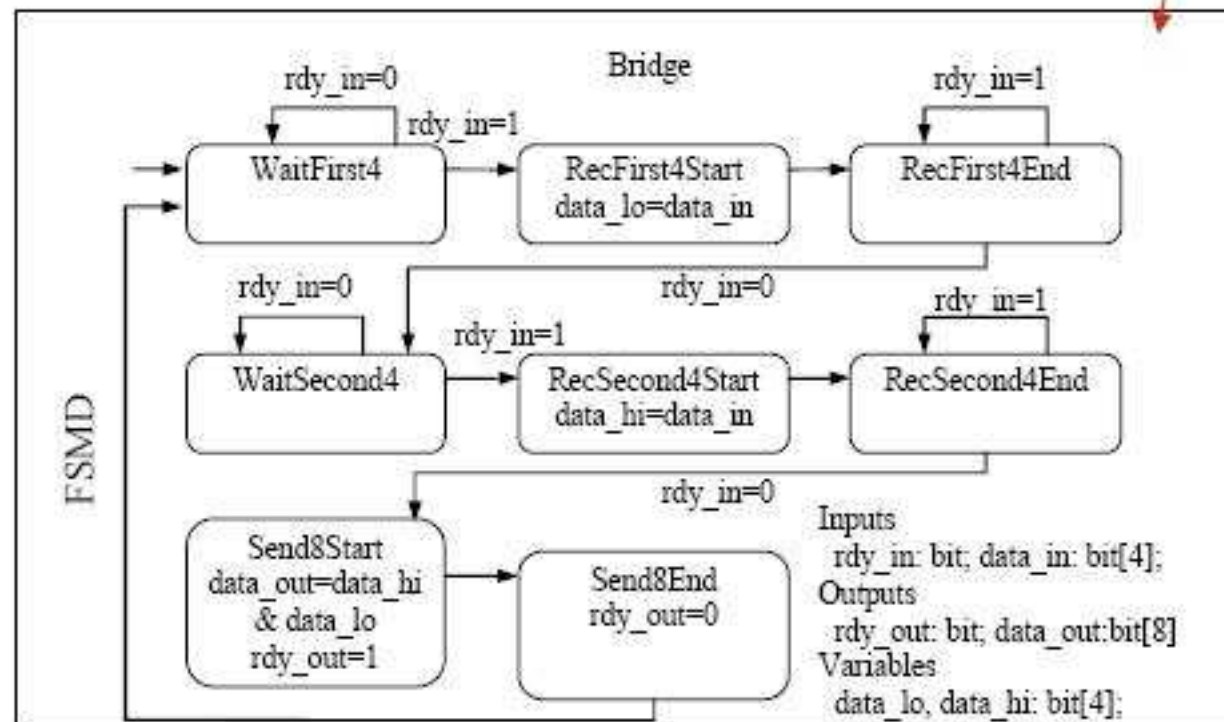 Bridge
rdy_in=0
rdy_in=1
rdy_in=1
WaitFirst4
RecFirst4Start
data_lo=data_in
RecFirst4End
rdy_in=0
rdy_in=0
rdy_in=1
rdy_in=1
WaitSecond4
RecSecond4Start
data_hi=data_in
RecSecond4End
rdy_in=0
FSMD
Send8Start
data_out=data_hi
& data_lo
rdy_out=1
Send8End
rdy_out=0
Inputs
rdy_in: bit; data_in: bit[4];
Outputs
rdy_out: bit; data_out:bit[8]
Variables
data_lo, data_hi: bit[4];